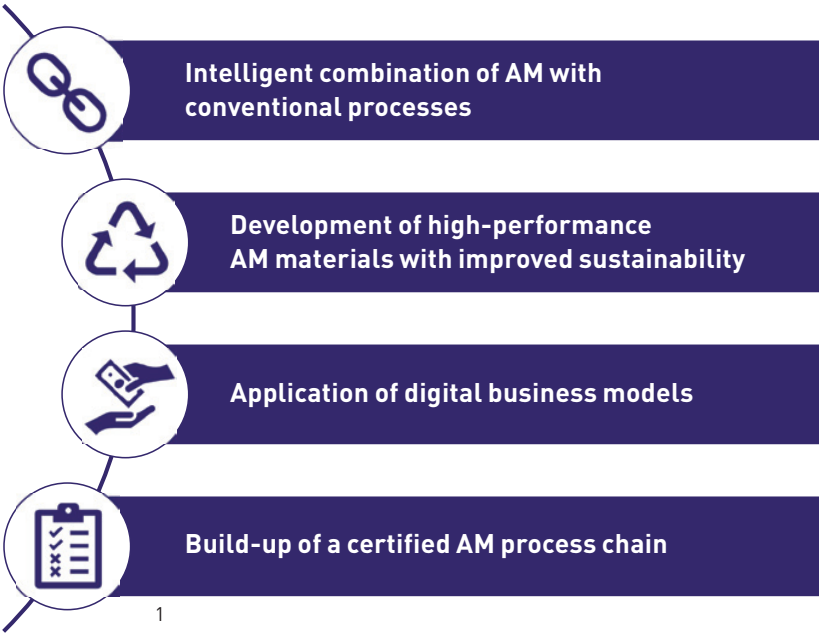 Intelligent combination of AM with
conventional processes
Development of high-performance
AM materials with improved sustainability
Application of digital business models
Build-up of a certified AM process chain
1